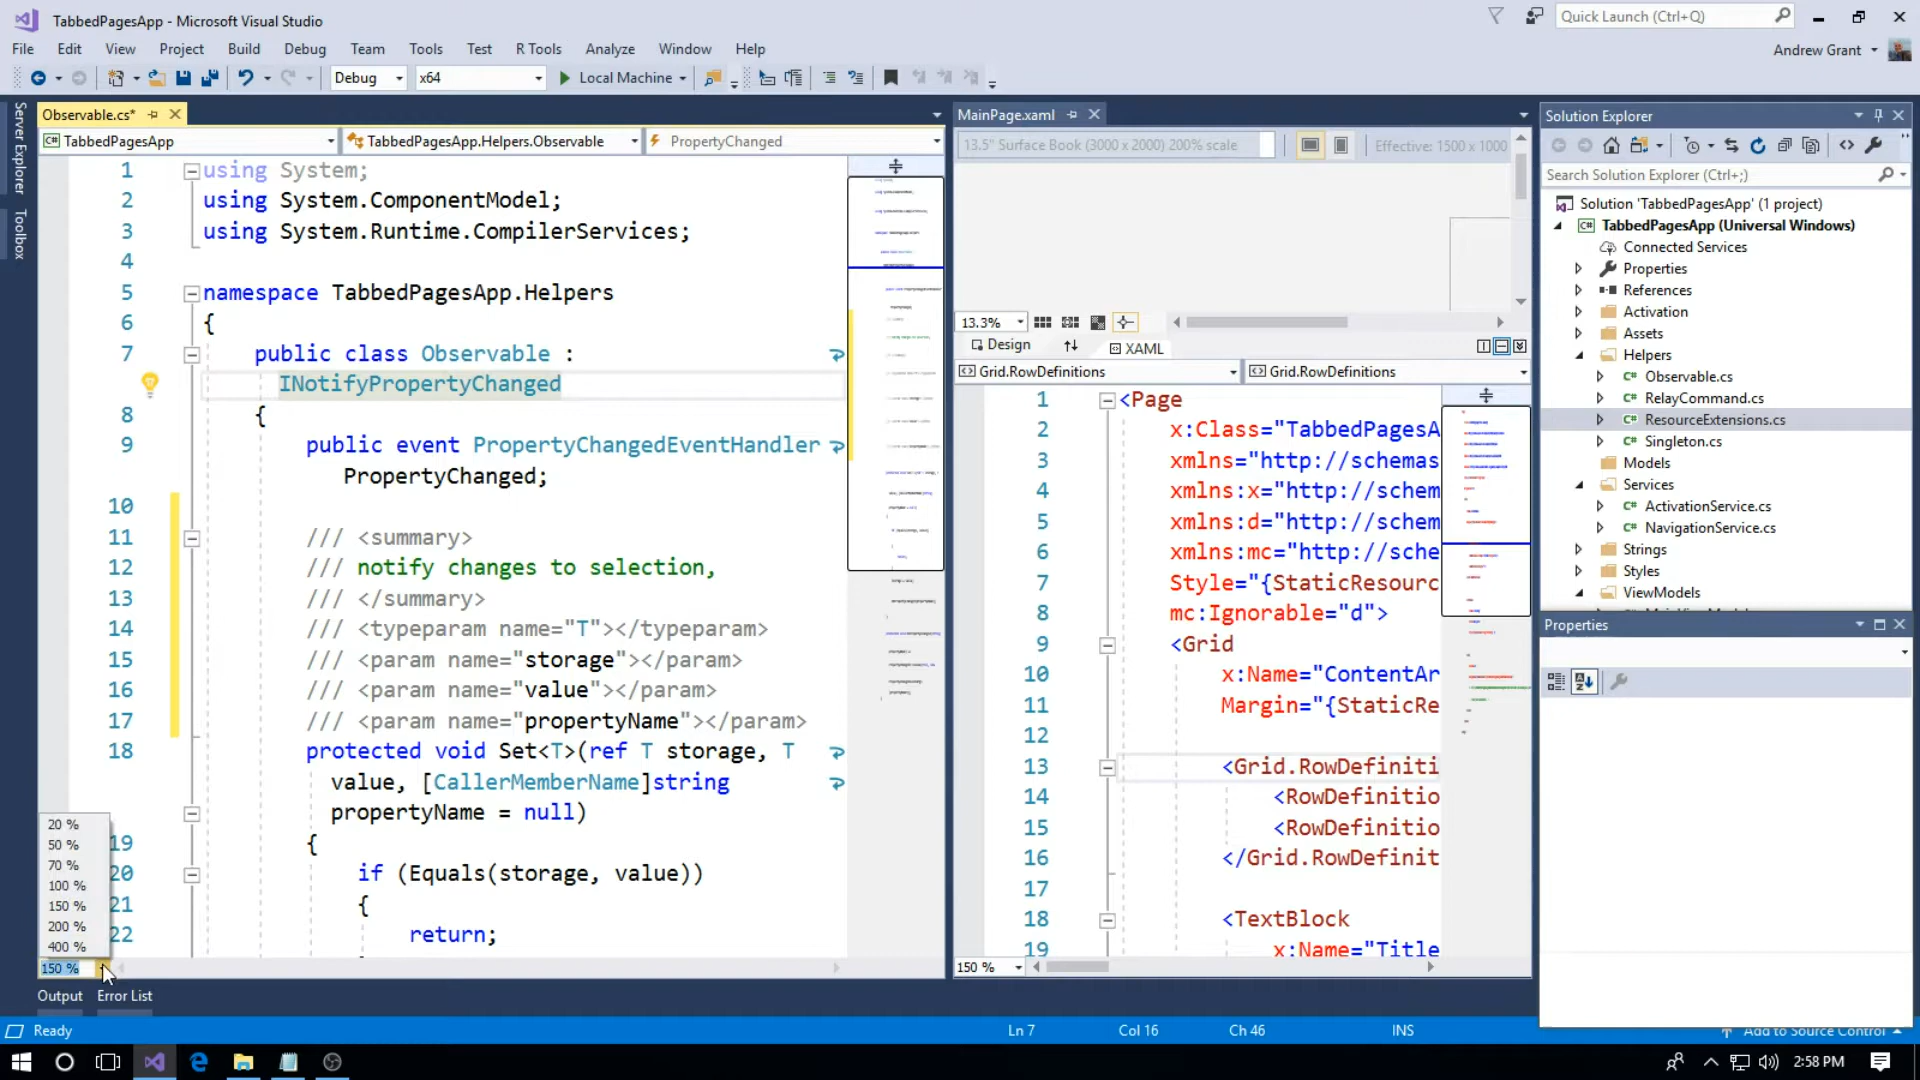 TabbedPagesApp - Microsoft Visual Studio
Quick Launch (Ctrl+Q)
File Edit View Project Build Debug Team Tools Test R Tools Analyze Window Help
Andrew Grant
Debug x64 Local Machine
Server Explorer
Toolbox
Observable.cs*
TabbedPagesApp TabbedPagesApp.Helpers.Observable PropertyChanged
1 using System;
2 using System.ComponentModel;
3 using System.Runtime.CompilerServices;
4
5 namespace TabbedPagesApp.Helpers
6 {
7 public class Observable :
INotifyPropertyChanged
8 {
9 public event PropertyChangedEventHandler
PropertyChanged;
10
11 /// <summary>
12 /// notify changes to selection,
13 /// </summary>
14 /// <typeparam name="T"></typeparam>
15 /// <param name="storage"></param>
16 /// <param name="value"></param>
17 /// <param name="propertyName"></param>
18 protected void Set<T>(ref T storage, T
value, [CallerMemberName]string
propertyName = null)
19 {
20 if (Equals(storage, value))
21 {
22 return;
20 %
50 %
70 %
100 %
150 %
200 %
400 %
150 %
MainPage.xaml
13.5" Surface Book (3000 x 2000) 200% scale Effective: 1500 x 1000
13.3%
Design XAML
Grid.RowDefinitions Grid.RowDefinitions
1 <Page
2 x:Class="TabbedPagesA
3 xmlns="http://schemas
4 xmlns:x="http://schem
5 xmlns:d="http://schem
6 xmlns:mc="http://sche
7 Style="{StaticResourc
8 mc:Ignorable="d">
9 <Grid
10 x:Name="ContentAr
11 Margin="{StaticRe
12
13 <Grid.RowDefiniti
14 <RowDefinitio
15 <RowDefinitio
16 </Grid.RowDefinit
17
18 <TextBlock
19 x:Name="Title
150 %
Solution Explorer
Search Solution Explorer (Ctrl+;)
Solution 'TabbedPagesApp' (1 project)
C# TabbedPagesApp (Universal Windows)
Connected Services
Properties
References
Activation
Assets
Helpers
C# Observable.cs
C# RelayCommand.cs
C# ResourceExtensions.cs
C# Singleton.cs
Models
Services
C# ActivationService.cs
C# NavigationService.cs
Strings
Styles
ViewModels
Properties
Output Error List
Ready Ln 7 Col 16 Ch 46 INS Add to Source Control
2:58 PM